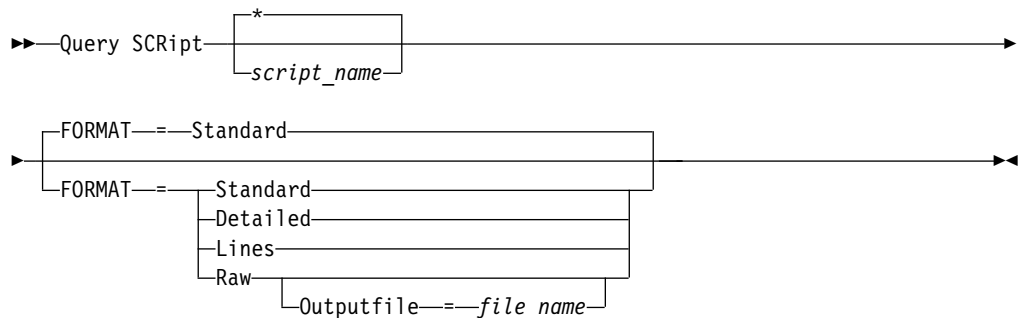 *
Query SCRipt
script_name
FORMAT = Standard
FORMAT = Standard
Detailed
Lines
Raw
Outputfile = file name